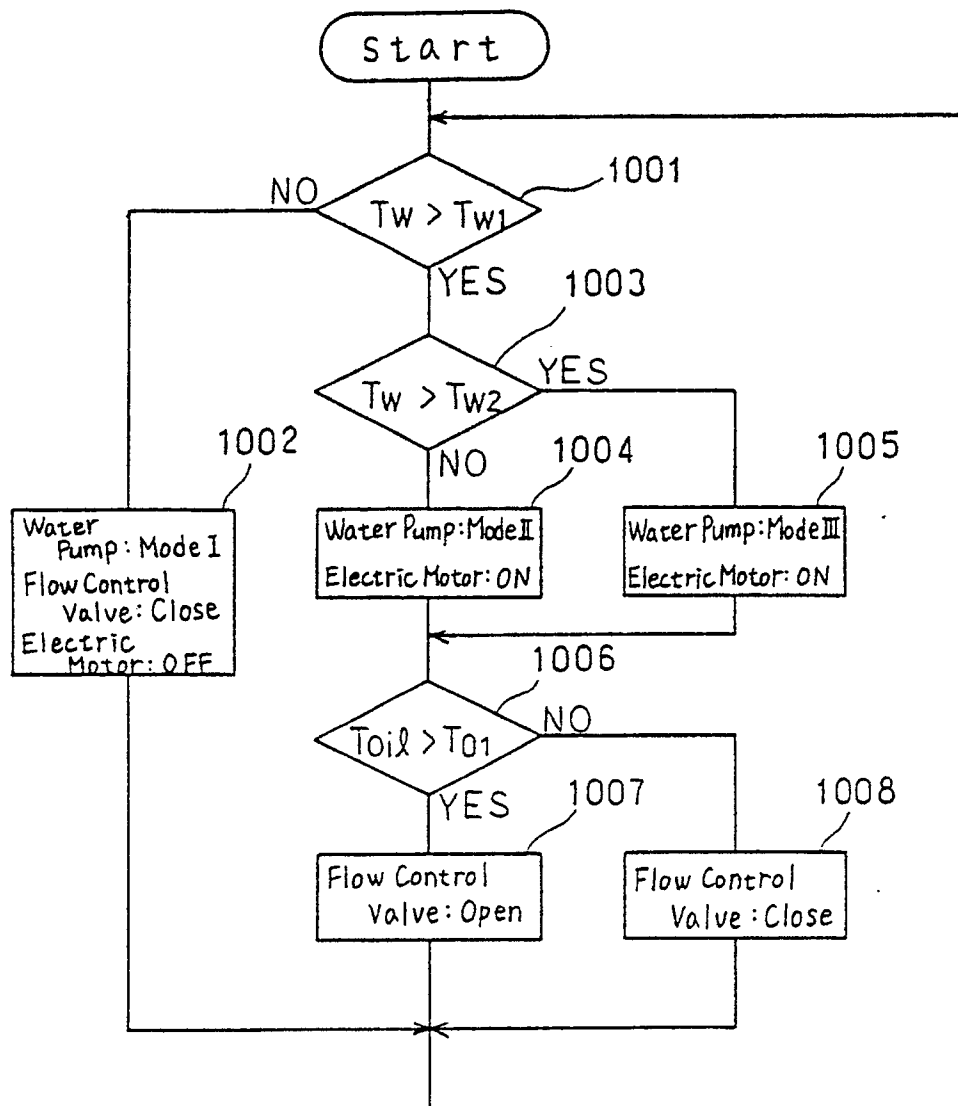 Start
1001
NO
Tw > Tw1
YES
1003
YES
Tw > Tw2
NO
1002
1004
1005
Water
Pump: Mode I
Flow Control
Valve: Close
Electric
Motor: OFF
Water Pump: Mode II
Electric Motor: ON
Water Pump: Mode III
Electric Motor: ON
1006
NO
Toil > To1
YES
1007
1008
Flow Control
Valve: Open
Flow Control
Valve: Close